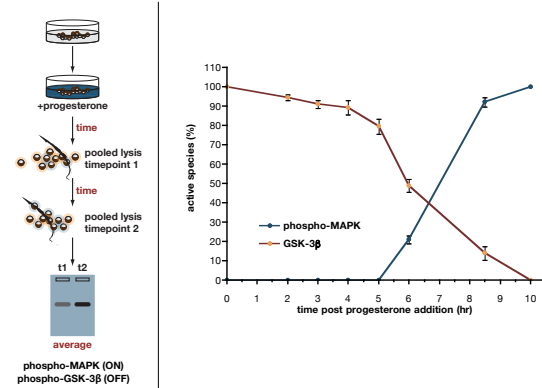 +progesterone
time
pooled lysis
timepoint 1
time
pooled lysis
timepoint 2
t1 t2
average
phospho-MAPK (ON)
phospho-GSK-3β (OFF)
active species (%)
110
100
90
80
70
60
50
40
30
20
10
0
phospho-MAPK
GSK-3β
0 1 2 3 4 5 6 7 8 9 10
time post progesterone addition (hr)